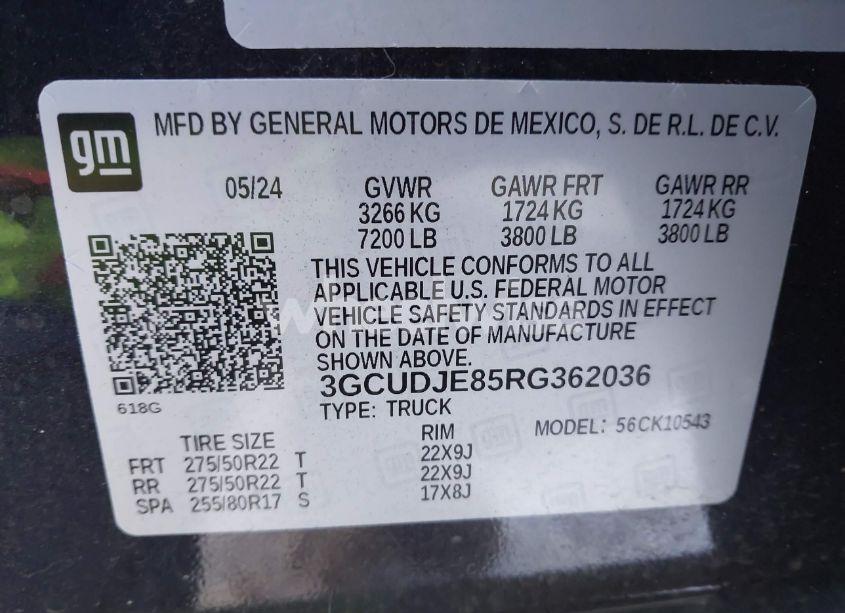 gm
MFD BY GENERAL MOTORS DE MEXICO, S. DE R.L. DE C.V.
05/24 GVWR GAWR FRT GAWR RR
3266 KG 1724 KG 1724 KG
7200 LB 3800 LB 3800 LB
THIS VEHICLE CONFORMS TO ALL
APPLICABLE U.S. FEDERAL MOTOR
VEHICLE SAFETY STANDARDS IN EFFECT
ON THE DATE OF MANUFACTURE
SHOWN ABOVE.
3GCUDJE85RG362036
618G
TYPE: TRUCK
MODEL: 56CK10543
TIRE SIZE RIM
FRT 275/50R22 T 22X9J
RR 275/50R22 T 22X9J
SPA 255/80R17 S 17X8J